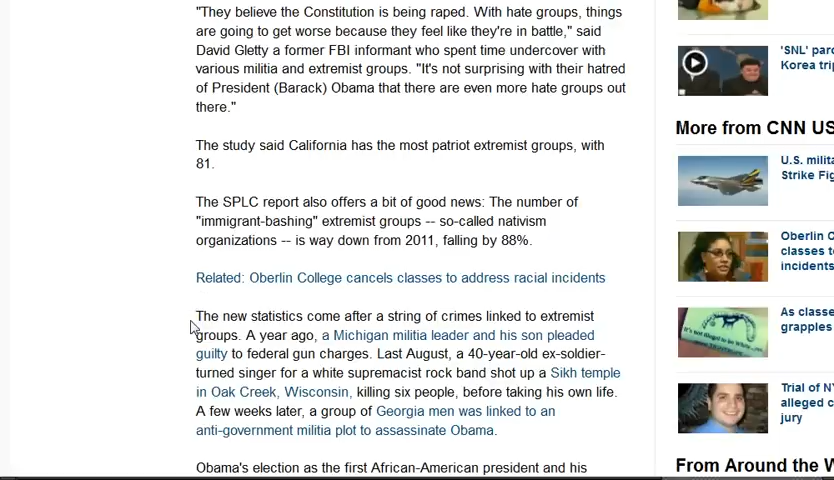 "They believe the Constitution is being raped. With hate groups, things
are going to get worse because they feel like they're in battle," said
David Gletty a former FBI informant who spent time undercover with
various militia and extremist groups. "It's not surprising with their hatred
of President (Barack) Obama that there are even more hate groups out
there."
The study said California has the most patriot extremist groups, with
81.
The SPLC report also offers a bit of good news: The number of
"immigrant-bashing" extremist groups -- so-called nativism
organizations -- is way down from 2011, falling by 88%.
Related: Oberlin College cancels classes to address racial incidents
The new statistics come after a string of crimes linked to extremist
groups. A year ago, a Michigan militia leader and his son pleaded
guilty to federal gun charges. Last August, a 40-year-old ex-soldier-
turned singer for a white supremacist rock band shot up a Sikh temple
in Oak Creek, Wisconsin, killing six people, before taking his own life.
A few weeks later, a group of Georgia men was linked to an
anti-government militia plot to assassinate Obama.
Obama's election as the first African-American president and his
'SNL' paro
Korea trip
More from CNN US
U.S. milita
Strike Fig
Oberlin C
classes to
incidents
As classe
grapples
Trial of NY
alleged c
jury
From Around the W